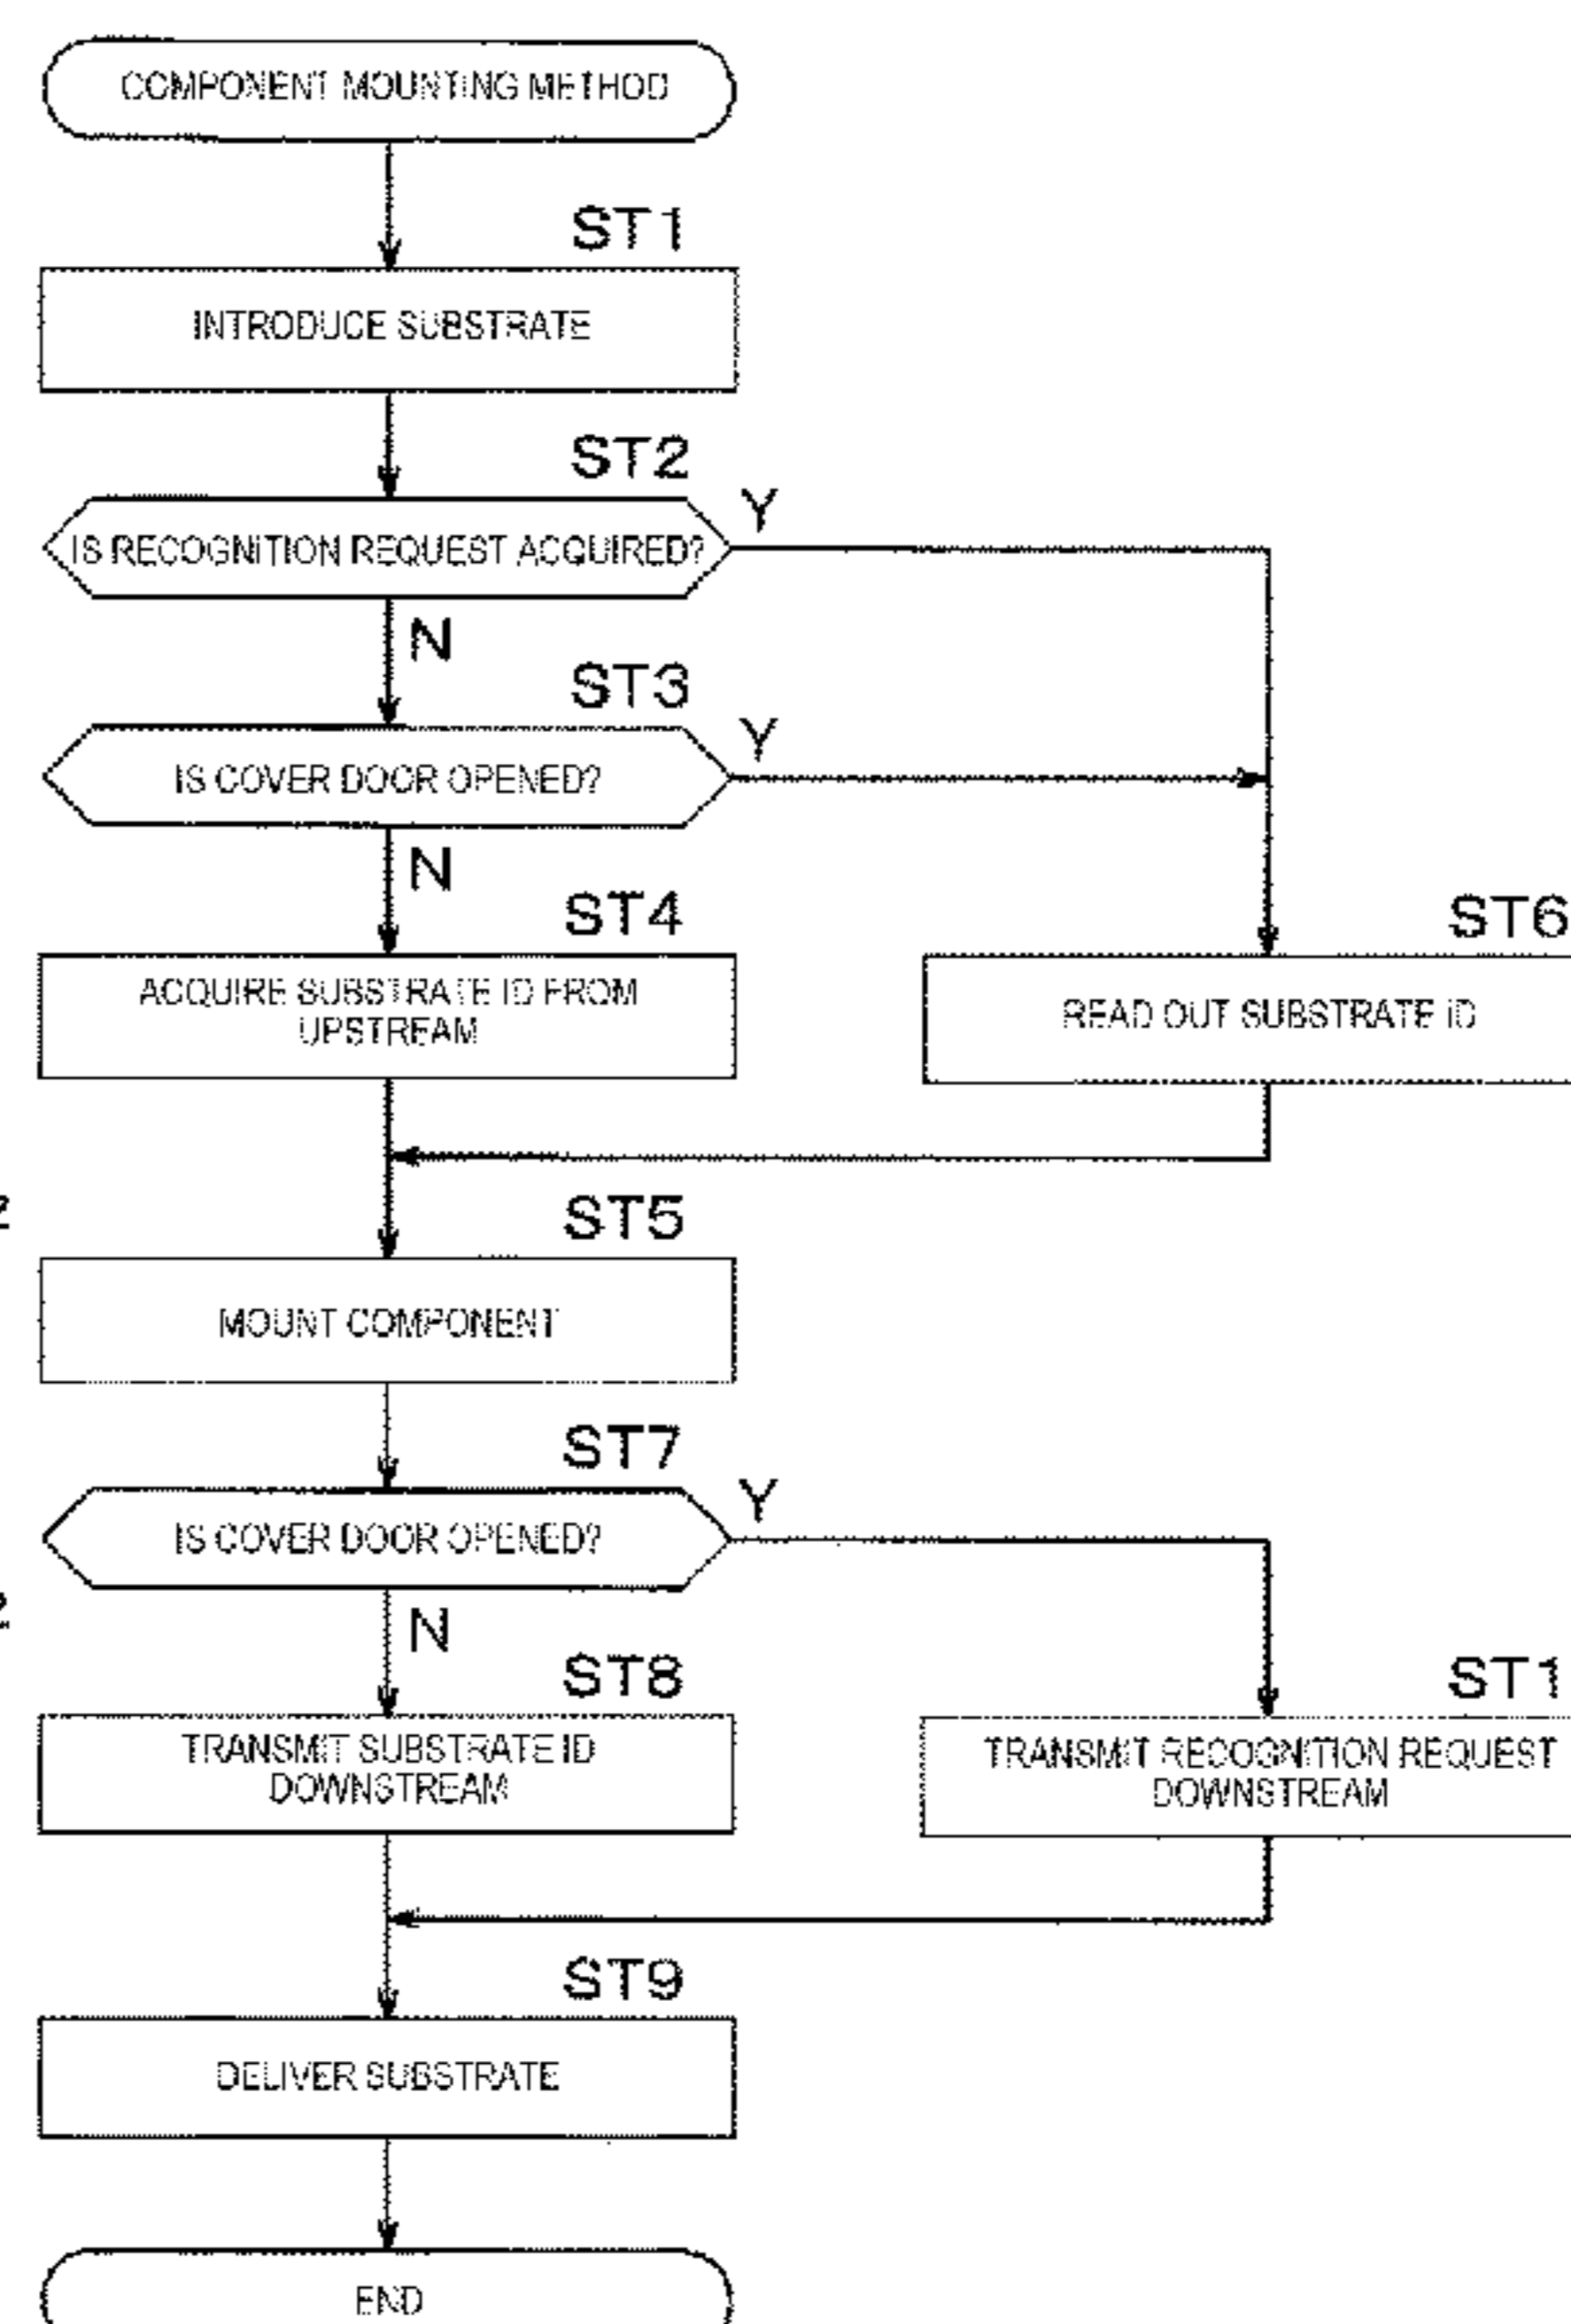 COMPONENT MOUNTING METHOD
ST1
INTRODUCE SUBSTRATE
ST2
IS RECOGNITION REQUEST ACQUIRED?
Y
N
ST3
IS COVER DOOR OPENED?
Y
N
ST4
ACQUIRE SUBSTRATE ID FROM
UPSTREAM
ST6
READ OUT SUBSTRATE ID
ST5
MOUNT COMPONENT
ST7
IS COVER DOOR OPENED?
Y
N
ST8
TRANSMIT SUBSTRATE ID
DOWNSTREAM
ST1
TRANSMIT RECOGNITION REQUEST
DOWNSTREAM
ST9
DELIVER SUBSTRATE
END